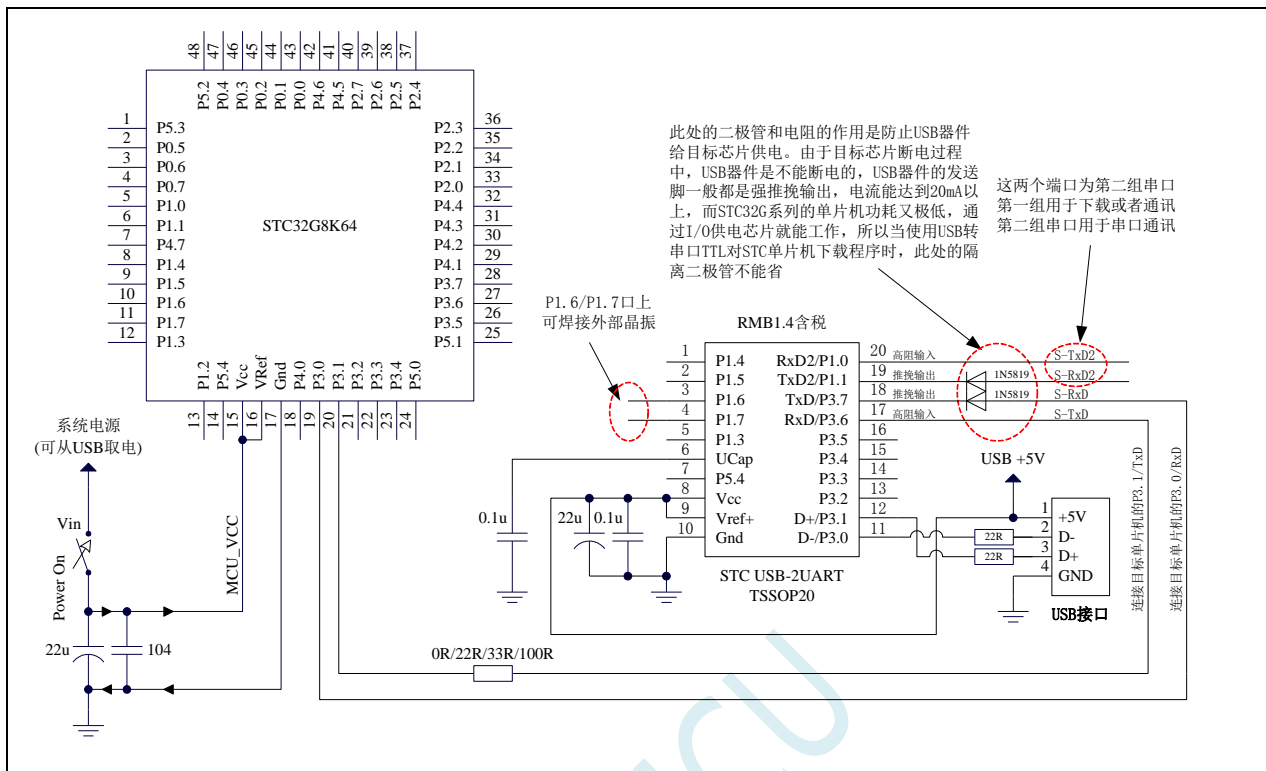 48 47 46 45 44 43 42 41 40 39 38 37
P5.2 P0.4 P0.3 P0.2 P0.1 P0.0 P4.6 P4.5 P2.7 P2.6 P2.5 P2.4
1 P5.3
2 P0.5
3 P0.6
4 P0.7
5 P1.0
6 P1.1
7 P4.7
8 P1.4
9 P1.5
10 P1.6
11 P1.7
12 P1.3
STC32G8K64
P2.3 36
P2.2 35
P2.1 34
P2.0 33
P4.4 32
P4.3 31
P4.2 30
P4.1 29
P3.7 28
P3.6 27
P3.5 26
P5.1 25
P1.2 P5.4 Vcc VRef Gnd P4.0 P3.0 P3.1 P3.2 P3.3 P3.4 P5.0
13 14 15 16 17 18 19 20 21 22 23 24
此处的二极管和电阻的作用是防止USB器件
给目标芯片供电。由于目标芯片断电过程
中，USB器件是不能断电的，USB器件的发送
脚一般都是强推挽输出，电流能达到20mA以
上，而STC32G系列的单片机功耗又极低，通
过I/O供电芯片就能工作，所以当使用USB转
串口TTL对STC单片机下载程序时，此处的隔
离二极管不能省
这两个端口为第二组串口
第一组用于下载或者通讯
第二组串口用于串口通讯
P1.6/P1.7口上
可焊接外部晶振
RMB1.4含税
1 P1.4
2 P1.5
3 P1.6
4 P1.7
5 P1.3
6 UCap
7 P5.4
8 Vcc
9 Vref+
10 Gnd
RxD2/P1.0 20 高阻输入 S-TxD2
TxD2/P1.1 19 推挽输出 1N5819 S-RxD2
TxD/P3.7 18 推挽输出 1N5819 S-RxD
RxD/P3.6 17 高阻输入 S-TxD
P3.5 16
P3.4 15
P3.3 14
P3.2 13
D+/P3.1 12
D-/P3.0 11
STC USB-2UART
TSSOP20
系统电源
(可从USB取电)
Vin
Power On
MCU_VCC
22u
104
0.1u
22u
0.1u
USB +5V
22R
22R
1 +5V
2 D-
3 D+
4 GND
USB接口
连接目标单片机的P3.1/TxD
连接目标单片机的P3.0/RxD
0R/22R/33R/100R
MCU